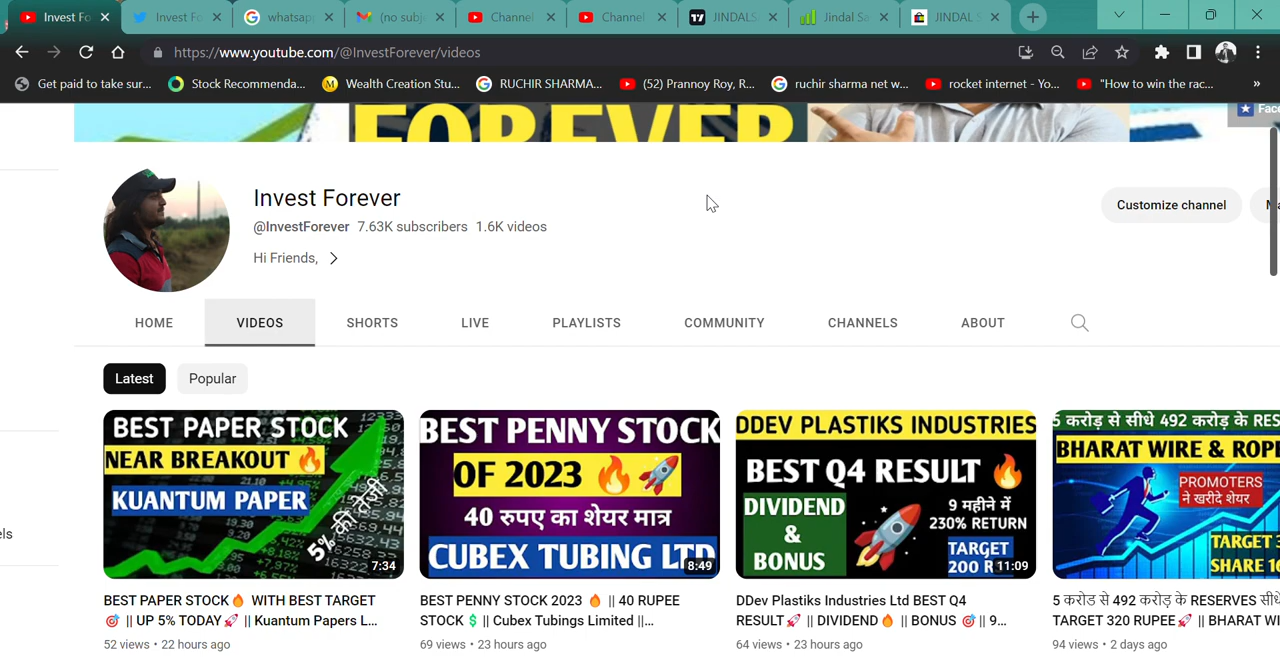 Invest Fo
Invest Fo
whatsapp
(no subje
Channel
Channel
JINDALS
Jindal Sa
JINDAL S
https://www.youtube.com/@InvestForever/videos
Get paid to take sur...
Stock Recommenda...
Wealth Creation Stu...
RUCHIR SHARMA...
(52) Prannoy Roy, R...
ruchir sharma net w...
rocket internet - Yo...
"How to win the rac...
»
FOREVER
Invest Forever
@InvestForever 7.63K subscribers 1.6K videos
Hi Friends,
Customize channel
HOME
VIDEOS
SHORTS
LIVE
PLAYLISTS
COMMUNITY
CHANNELS
ABOUT
Latest
Popular
BEST PAPER STOCK
NEAR BREAKOUT 🔥
KUANTUM PAPER
5% की तेजी
7:34
BEST PENNY STOCK
OF 2023 🔥🚀
40 रुपए का शेयर मात्र
CUBEX TUBING LTD
8:49
DDEV PLASTIKS INDUSTRIES
BEST Q4 RESULT 🔥
DIVIDEND
&
BONUS
9 महीने में
230% RETURN
TARGET
200 R
11:09
5 करोड़ से सीधे 492 करोड़ के RES
BHARAT WIRE & ROPE
PROMOTERS
ने खरीदे शेयर
TARGET 3
SHARE 16
BEST PAPER STOCK🔥 WITH BEST TARGET
🎯 || UP 5% TODAY🚀 || Kuantum Papers L...
52 views • 22 hours ago
BEST PENNY STOCK 2023 🔥 || 40 RUPEE
STOCK💲|| Cubex Tubings Limited ||...
69 views • 23 hours ago
DDev Plastiks Industries Ltd BEST Q4
RESULT🚀 || DIVIDEND🔥 || BONUS 🎯 || 9...
64 views • 23 hours ago
5 करोड से 492 करोड़ के RESERVES सीधे
TARGET 320 RUPEE🚀 || BHARAT WI
94 views • 2 days ago
els